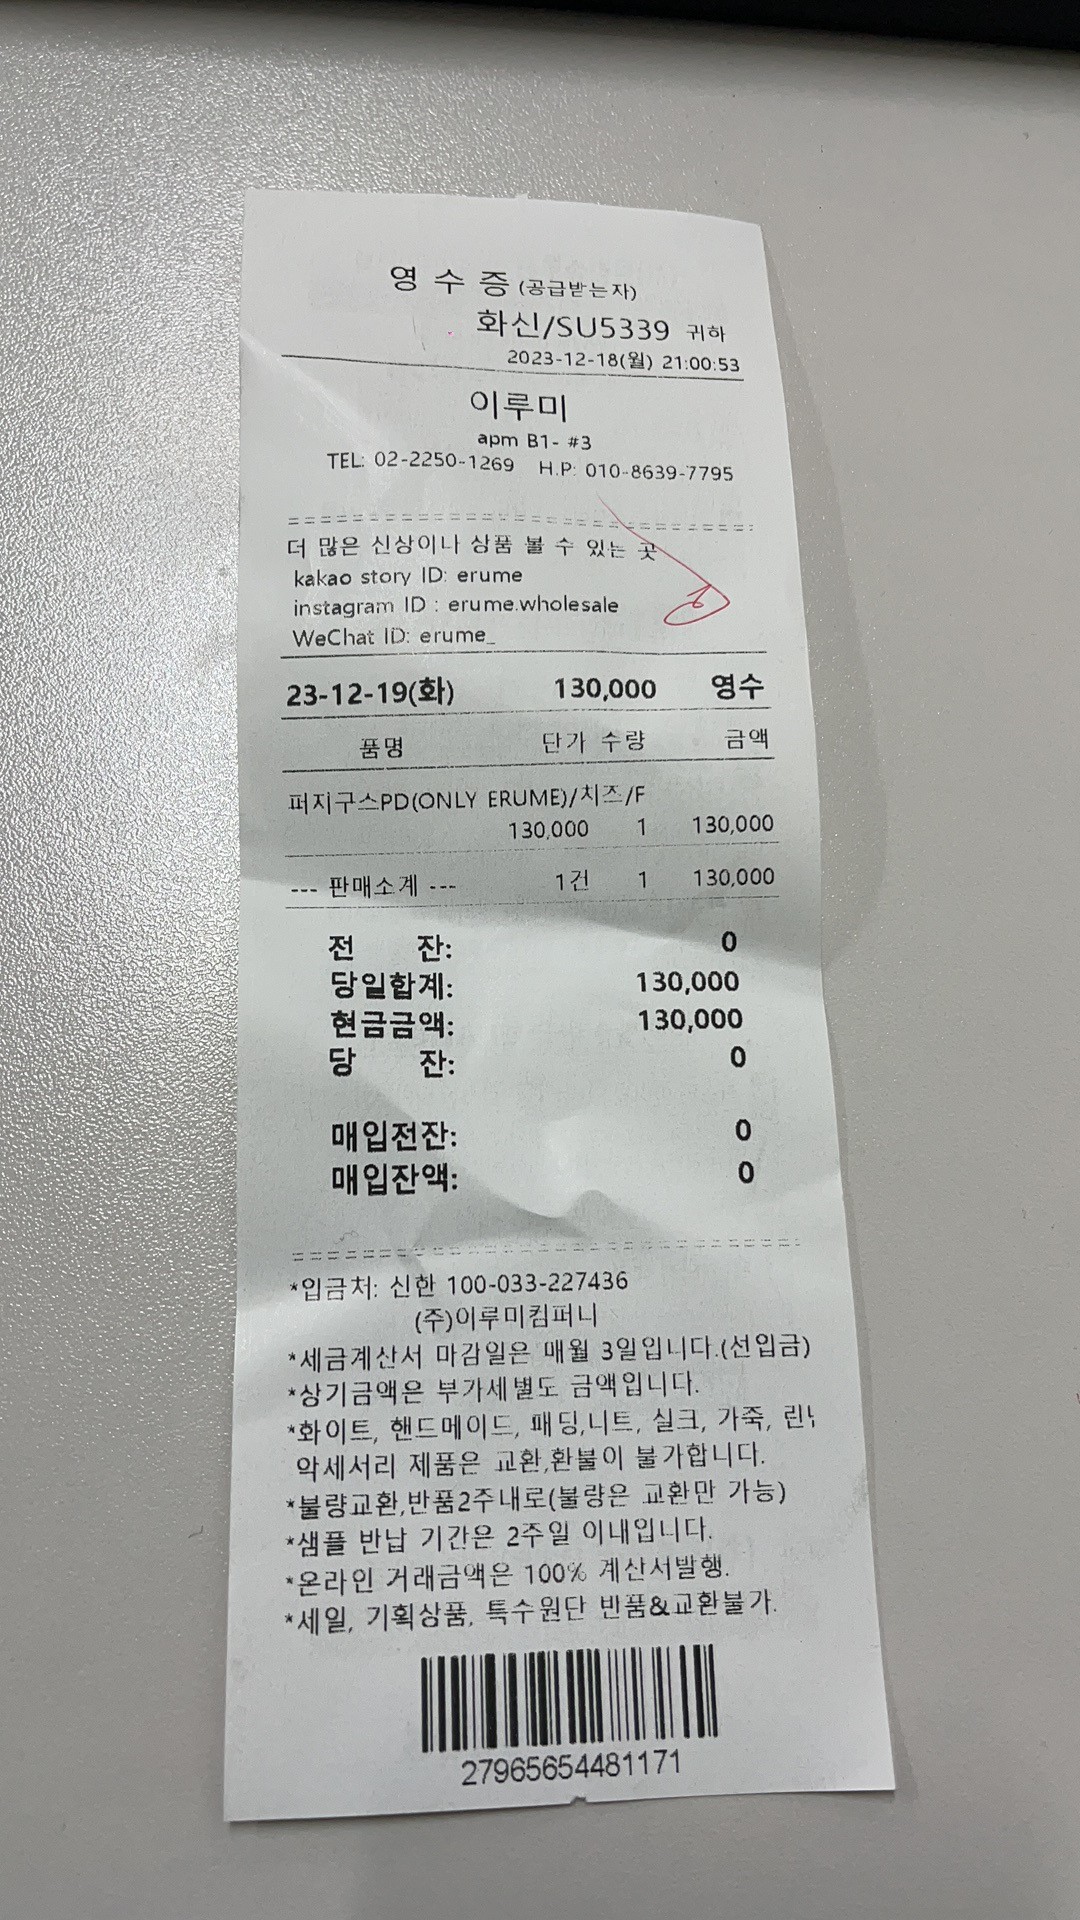 영 수 증 (공급받는자)
화신/SU5339 귀하
2023-12-18(월) 21:00:53
이루미
apm B1- #3
TEL: 02-2250-1269 H.P: 010-8639-7795
더 많은 신상이나 상품 볼 수 있는 곳
kakao story ID: erume
instagram ID : erume.wholesale
WeChat ID: erume_
23-12-19(화) 130,000 영수
품명 단가 수량 금액
퍼지구스PD(ONLY ERUME)/치즈/F
130,000 1 130,000
--- 판매소계 --- 1건 1 130,000
전 잔: 0
당일합계: 130,000
현금금액: 130,000
당 잔: 0
매입전잔: 0
매입잔액: 0
*입금처: 신한 100-033-227436
(주)이루미컴퍼니
*세금계산서 마감일은 매월 3일입니다.(선입금)
*상기금액은 부가세별도 금액입니다.
*화이트, 핸드메이드, 패딩,니트, 실크, 가죽,
악세서리 제품은 교환,환불이 불가합니다.
*불량교환,반품2주내로(불량은 교환만 가능)
*샘플 반납 기간은 2주일 이내입니다.
*온라인 거래금액은 100% 계산서발행.
*세일, 기획상품, 특수원단 반품&교환불가.
27965654481171